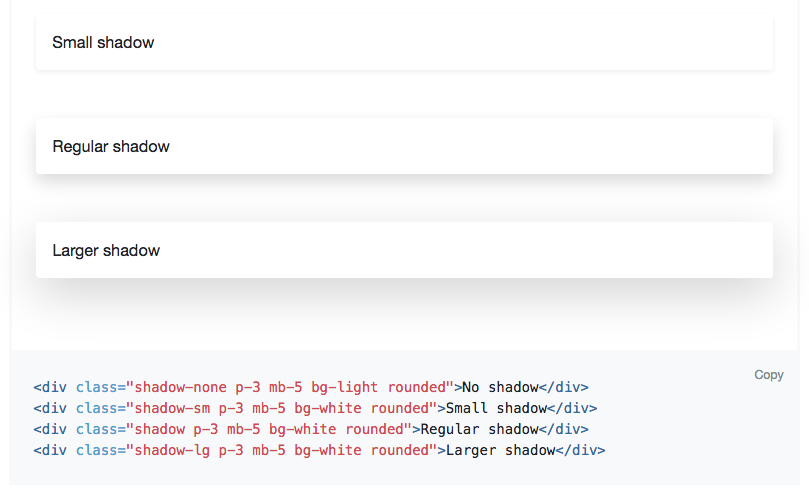 Small shadow
Regular shadow
Larger shadow
Copy
<div class="shadow-none p-3 mb-5 bg-light rounded">No shadow</div>
<div class="shadow-sm p-3 mb-5 bg-white rounded">Small shadow</div>
<div class="shadow p-3 mb-5 bg-white rounded">Regular shadow</div>
<div class="shadow-lg p-3 mb-5 bg-white rounded">Larger shadow</div>